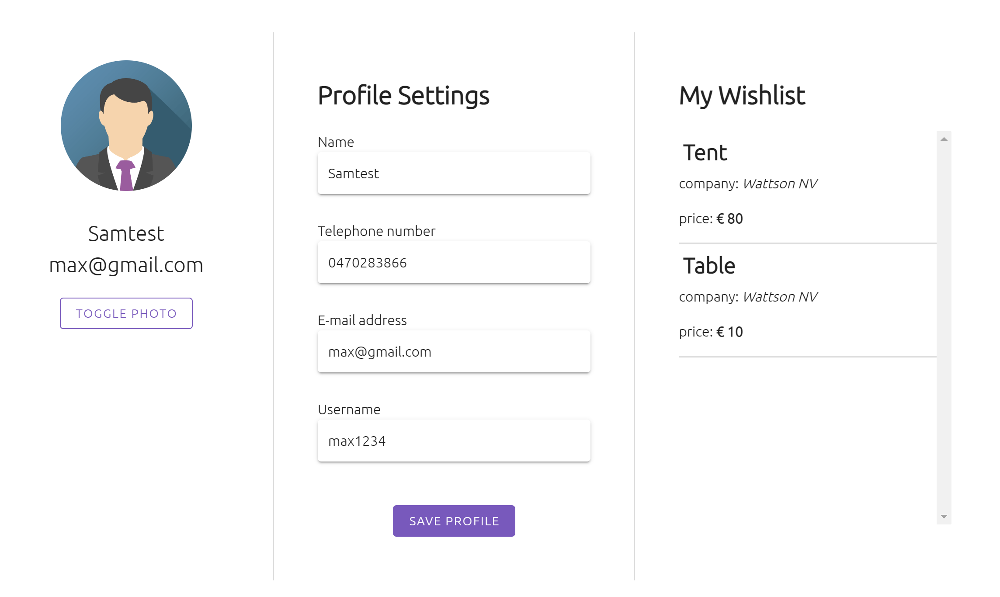 Samtest
max@gmail.com
TOGGLE PHOTO
Profile Settings
Name
Samtest
Telephone number
0470283866
E-mail address
max@gmail.com
Username
max1234
SAVE PROFILE
My Wishlist
Tent
company: Wattson NV
price: € 80
Table
company: Wattson NV
price: € 10